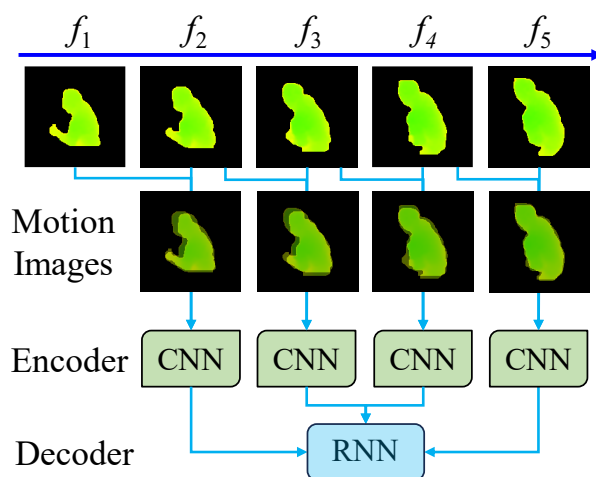 f1 f2 f3 f4 f5
Motion
Images
Encoder CNN CNN CNN CNN
Decoder RNN